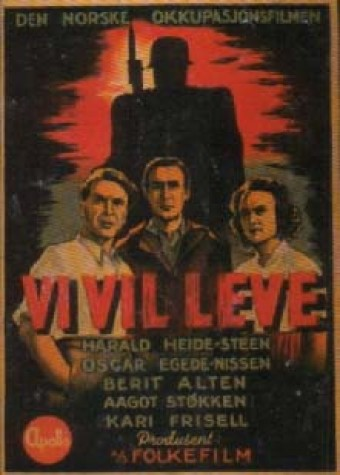 DEN NORSKE OKKUPASJONSFILMEN
VI VIL LEVE
HARALD HEIDE-STEEN
OSCAR EGEDE-NISSEN
BERIT ALTEN
AAGOT STØKKEN
KARI FRISELL
Produsent:
A/S FOLKEFILM